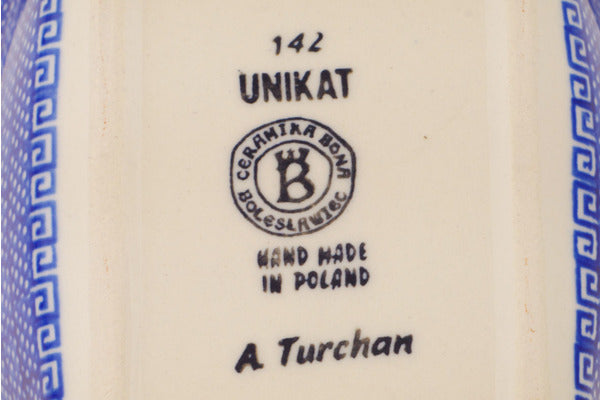 142
UNIKAT
CERAMIKA BONA
B
BOLESŁAWIEC
HAND MADE
IN POLAND
A. Turchan